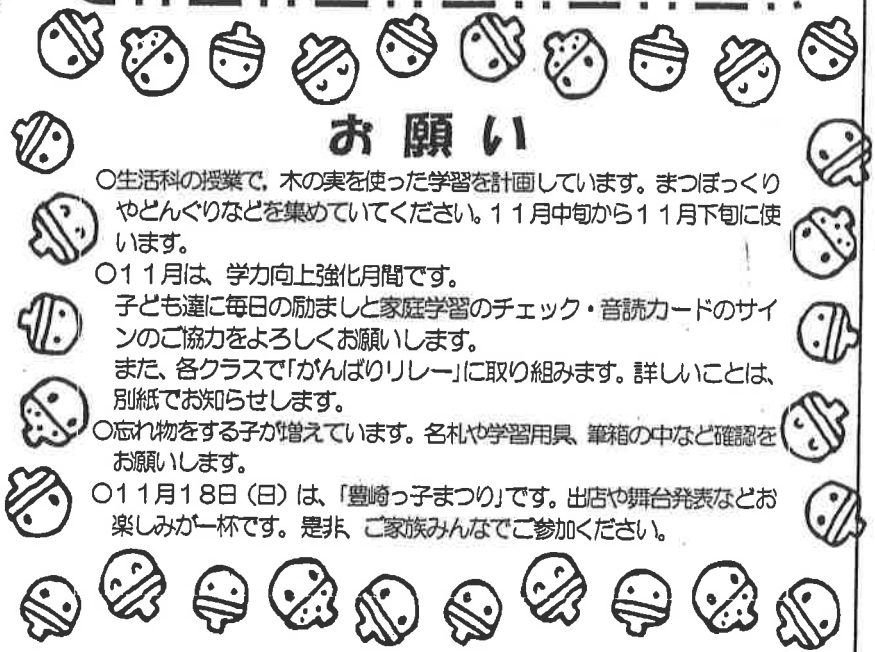 お願い
○生活科の授業で、木の実を使った学習を計画しています。まつぼっくり
やどんぐりなどを集めていてください。１１月中旬から１１月下旬に使
います。
○１１月は、学力向上強化月間です。
子ども達に毎日の励ましと家庭学習のチェック・音読カードのサイ
ンのご協力をよろしくお願いします。
また、各クラスで「がんばりリレー」に取り組みます。詳しいことは、
別紙でお知らせします。
○忘れ物をする子が増えています。名札や学習用具、筆箱の中など確認を
お願いします。
○１１月１８日（日）は、「豊崎っ子まつり」です。出店や舞台発表などお
楽しみが一杯です。是非、ご家族みんなでご参加ください。